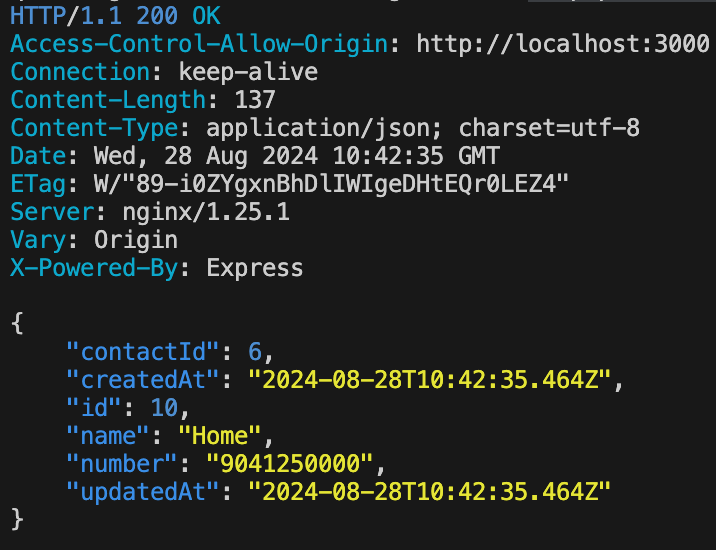 HTTP/1.1 200 OK
Access-Control-Allow-Origin: http://localhost:3000
Connection: keep-alive
Content-Length: 137
Content-Type: application/json; charset=utf-8
Date: Wed, 28 Aug 2024 10:42:35 GMT
ETag: W/"89-i0ZYgxnBhDlIWIgeDHtEQr0LEZ4"
Server: nginx/1.25.1
Vary: Origin
X-Powered-By: Express
{
    "contactId": 6,
    "createdAt": "2024-08-28T10:42:35.464Z",
    "id": 10,
    "name": "Home",
    "number": "9041250000",
    "updatedAt": "2024-08-28T10:42:35.464Z"
}